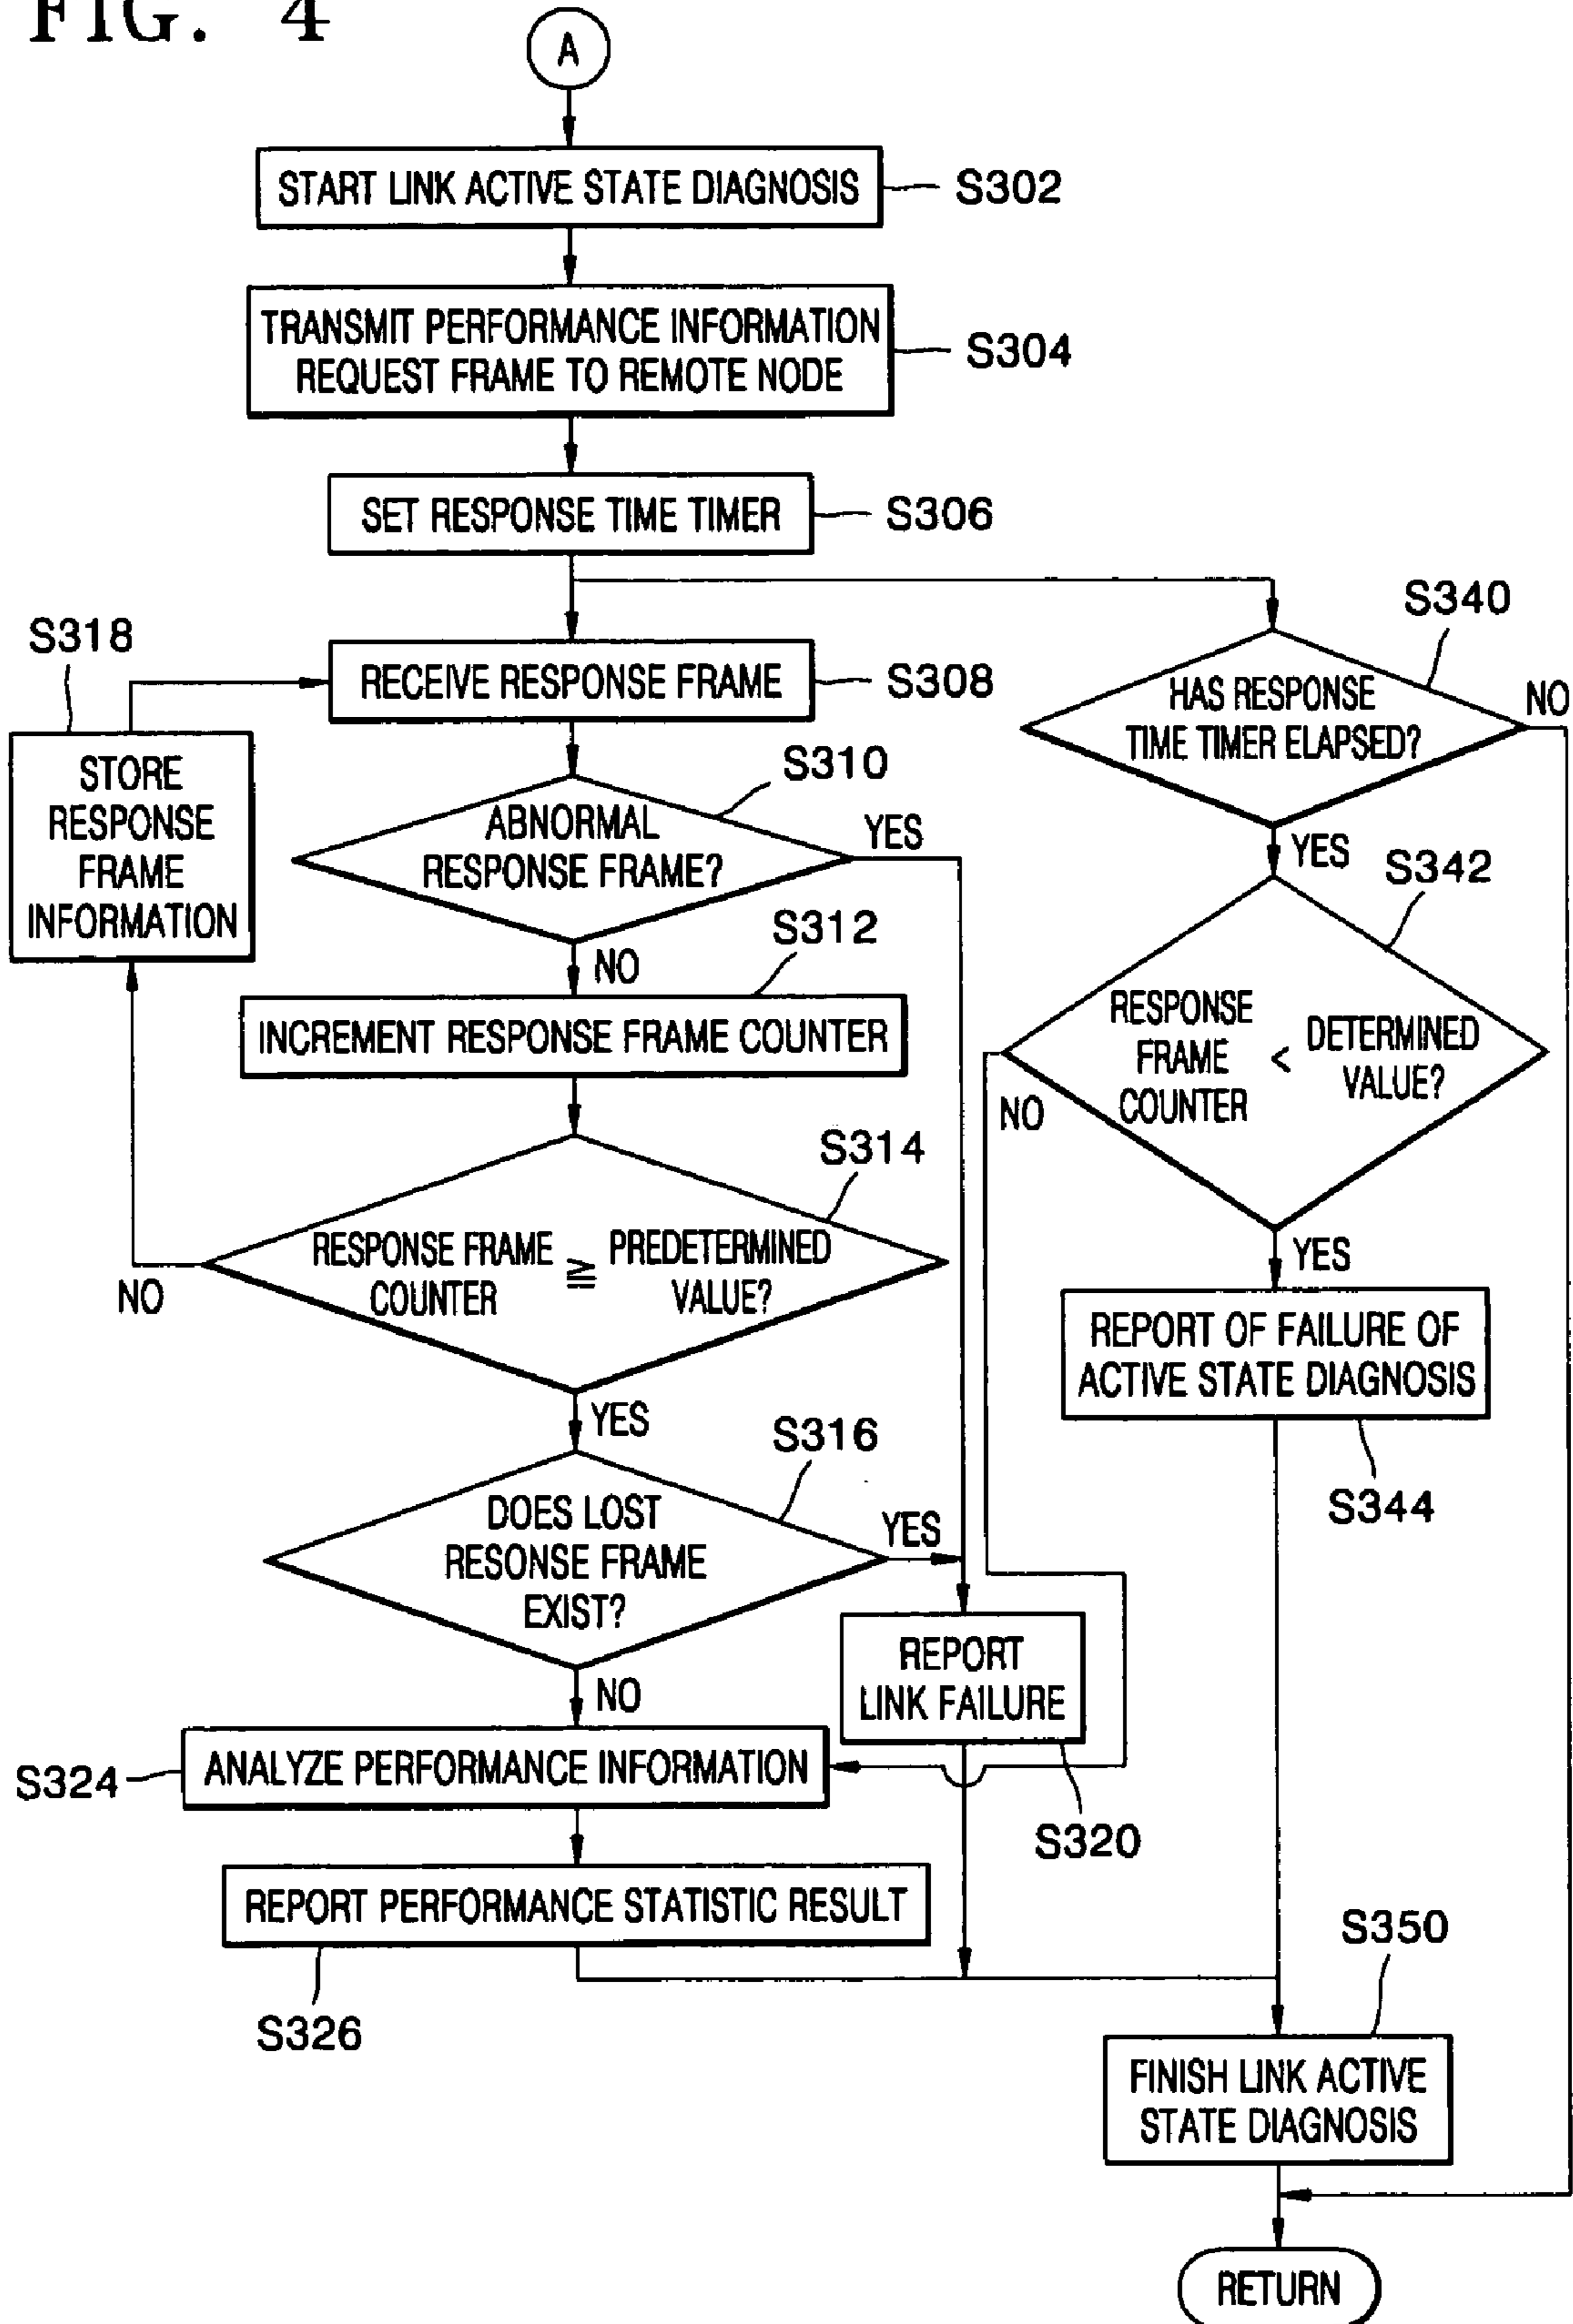 FIG. 4
A
START LINK ACTIVE STATE DIAGNOSIS
S302
TRANSMIT PERFORMANCE INFORMATION
REQUEST FRAME TO REMOTE NODE
S304
SET RESPONSE TIME TIMER
S306
S318
RECEIVE RESPONSE FRAME
S308
S340
HAS RESPONSE
TIME TIMER ELAPSED?
NO
STORE
RESPONSE
FRAME
INFORMATION
S310
ABNORMAL
RESPONSE FRAME?
YES
YES
S342
NO
S312
INCREMENT RESPONSE FRAME COUNTER
RESPONSE
FRAME
COUNTER
<
DETERMINED
VALUE?
NO
S314
RESPONSE FRAME
COUNTER
≧
PREDETERMINED
VALUE?
NO
YES
YES
REPORT OF FAILURE OF
ACTIVE STATE DIAGNOSIS
S344
S316
DOES LOST
RESONSE FRAME
EXIST?
YES
NO
REPORT
LINK FAILURE
S320
S324
ANALYZE PERFORMANCE INFORMATION
REPORT PERFORMANCE STATISTIC RESULT
S326
S350
FINISH LINK ACTIVE
STATE DIAGNOSIS
RETURN